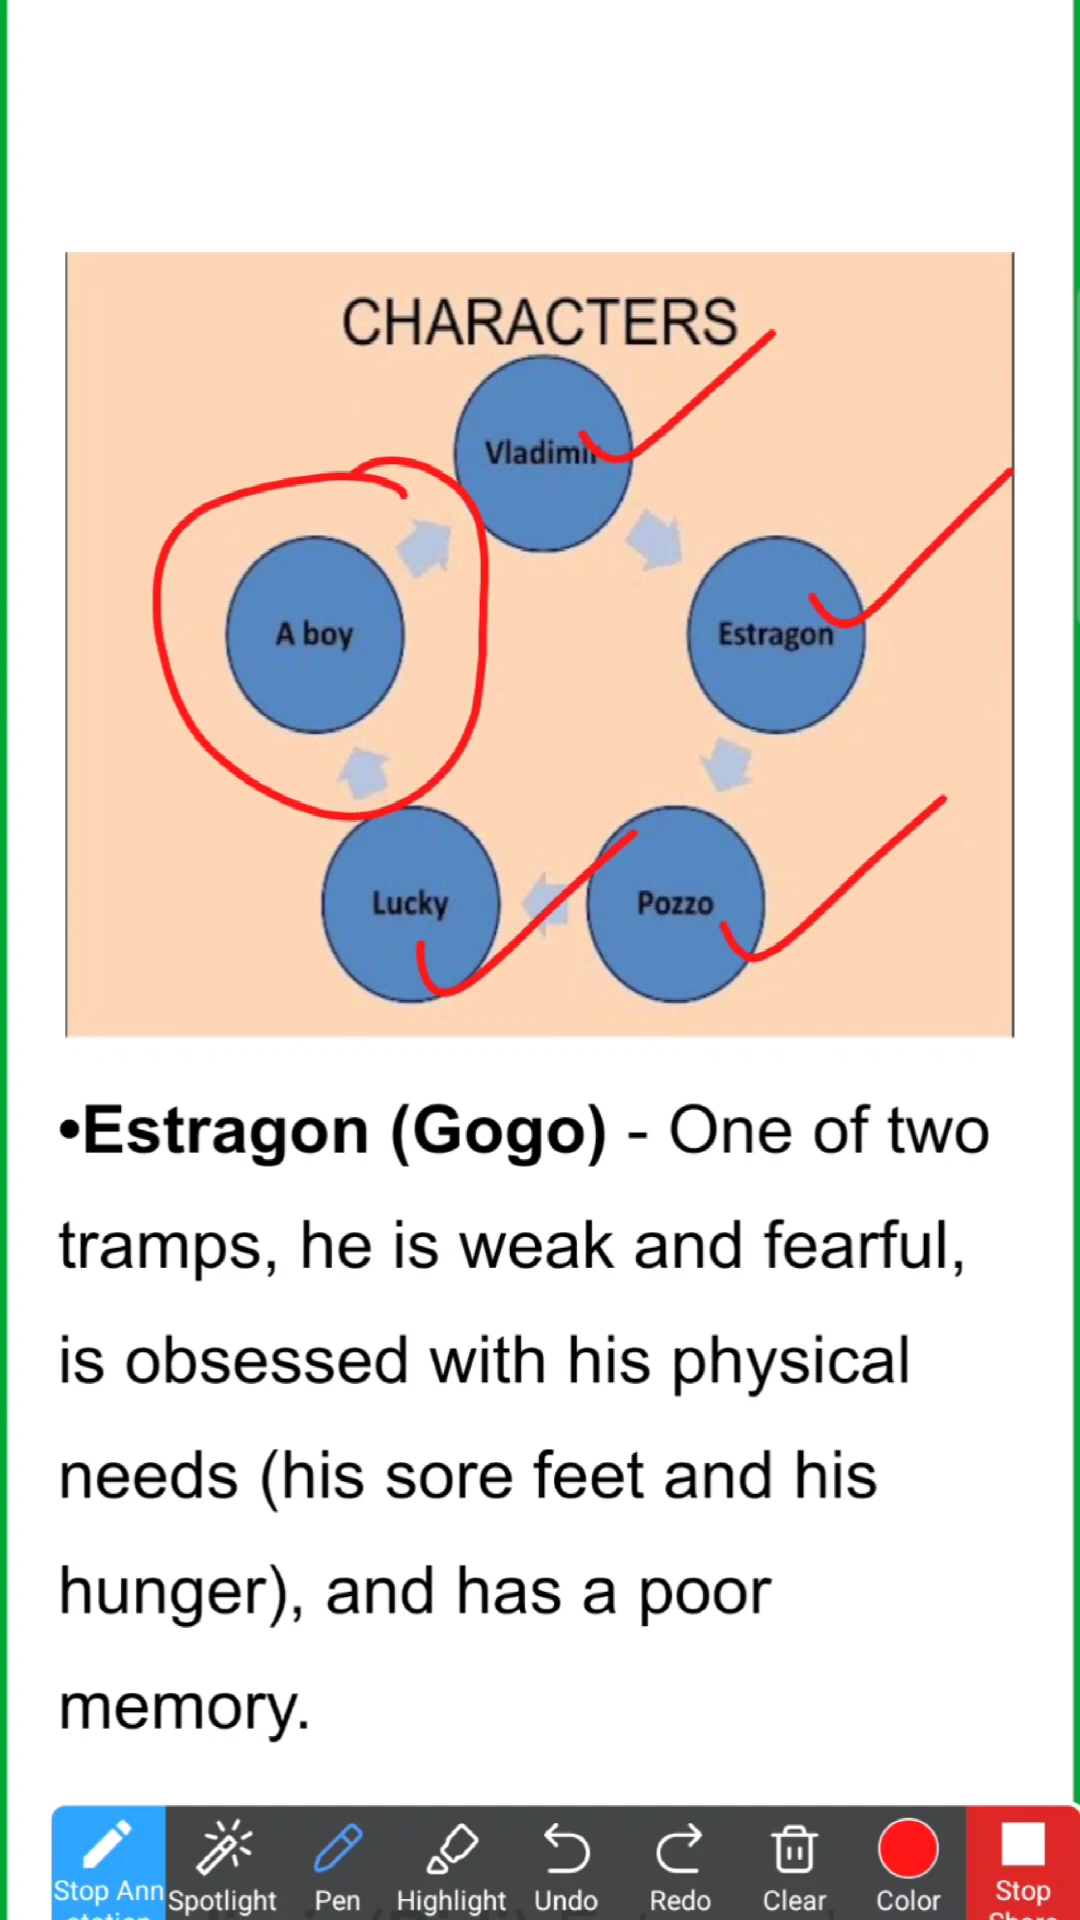 CHARACTERS
Vladimir
A boy
Estragon
Lucky
Pozzo
•Estragon (Gogo) - One of two
tramps, he is weak and fearful,
is obsessed with his physical
needs (his sore feet and his
hunger), and has a poor
memory.
Stop Ann
Spotlight
Pen
Highlight
Undo
Redo
Clear
Color
Stop